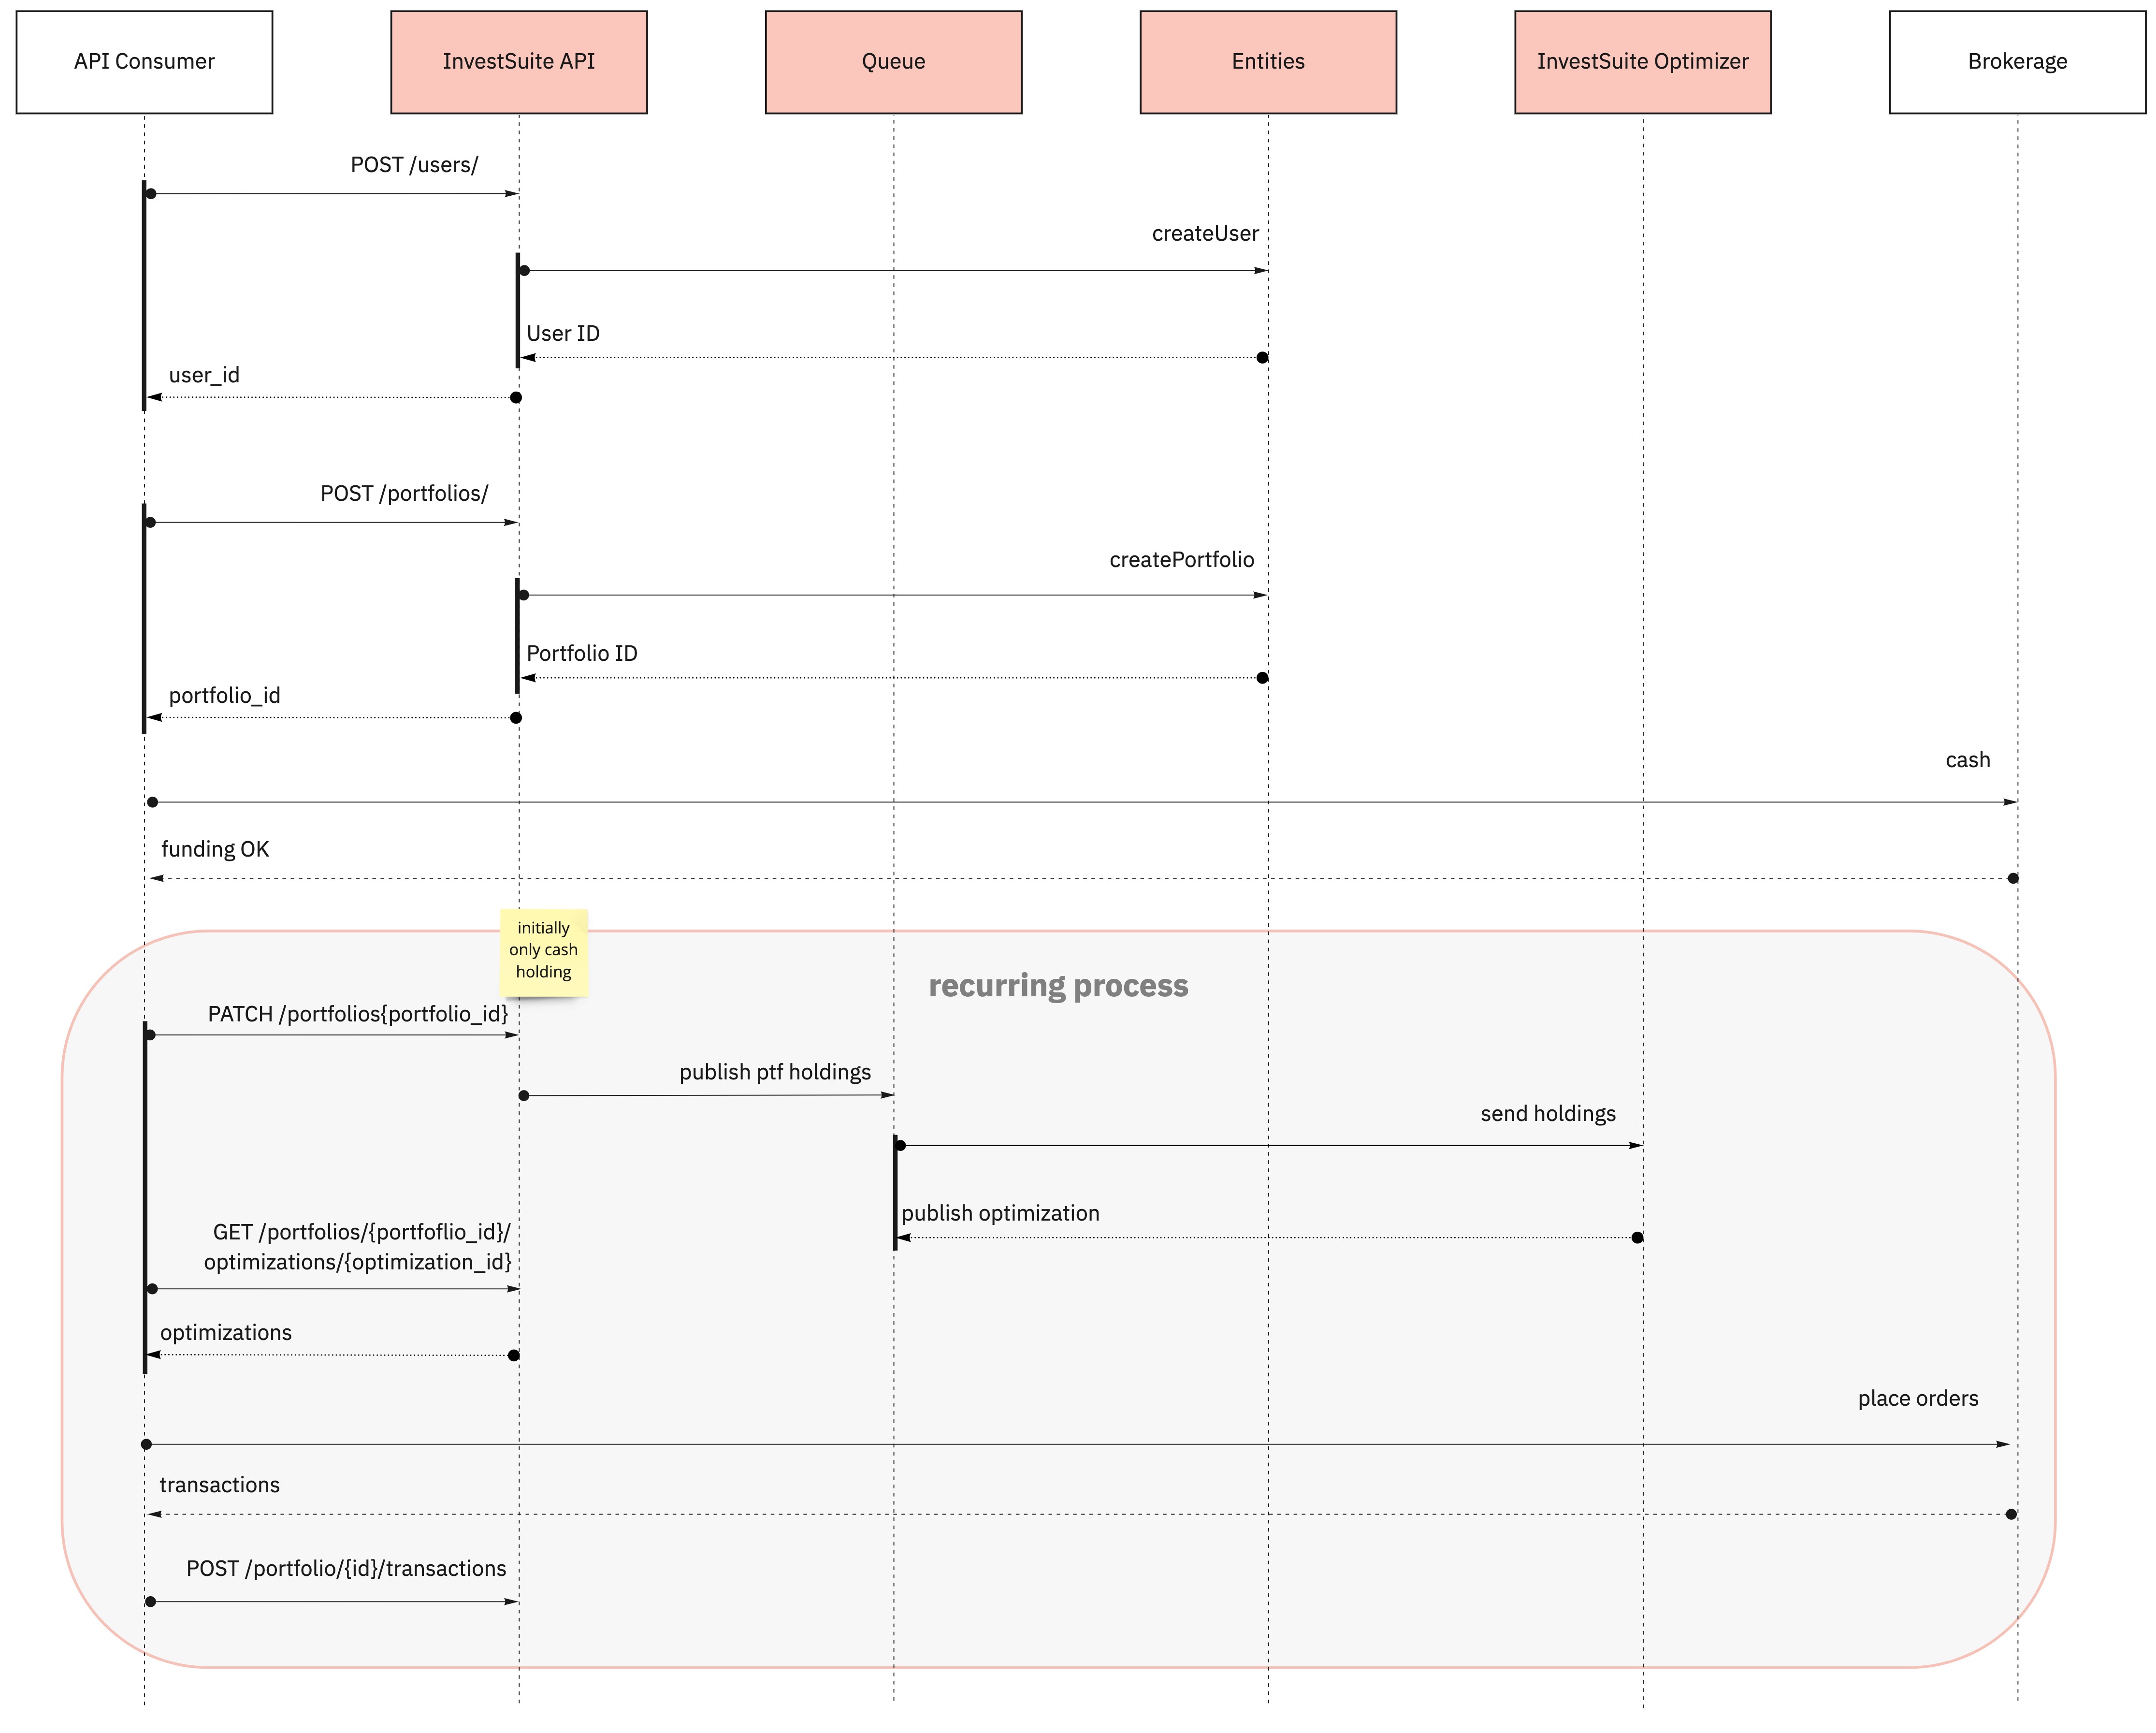 API Consumer
InvestSuite API
Queue
Entities
InvestSuite Optimizer
Brokerage
POST /users/
createUser
User ID
user_id
POST /portfolios/
createPortfolio
Portfolio ID
portfolio_id
cash
funding OK
initially
only cash
holding
recurring process
PATCH /portfolios{portfolio_id}
publish ptf holdings
send holdings
publish optimization
GET /portfolios/{portfoflio_id}/
optimizations/{optimization_id}
optimizations
place orders
transactions
POST /portfolio/{id}/transactions